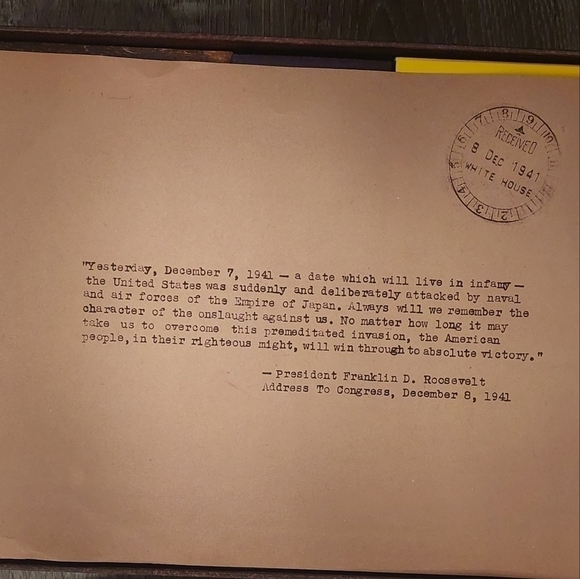 RECEIVED
8 DEC 1941
WHITE HOUSE
"Yesterday, December 7, 1941 — a date which will live in infamy —
the United States was suddenly and deliberately attacked by naval
and air forces of the Empire of Japan. Always will we remember the
character of the onslaught against us. No matter how long it may
take us to overcome this premeditated invasion, the American
people, in their righteous might, will win through to absolute victory."
— President Franklin D. Roosevelt
Address To Congress, December 8, 1941